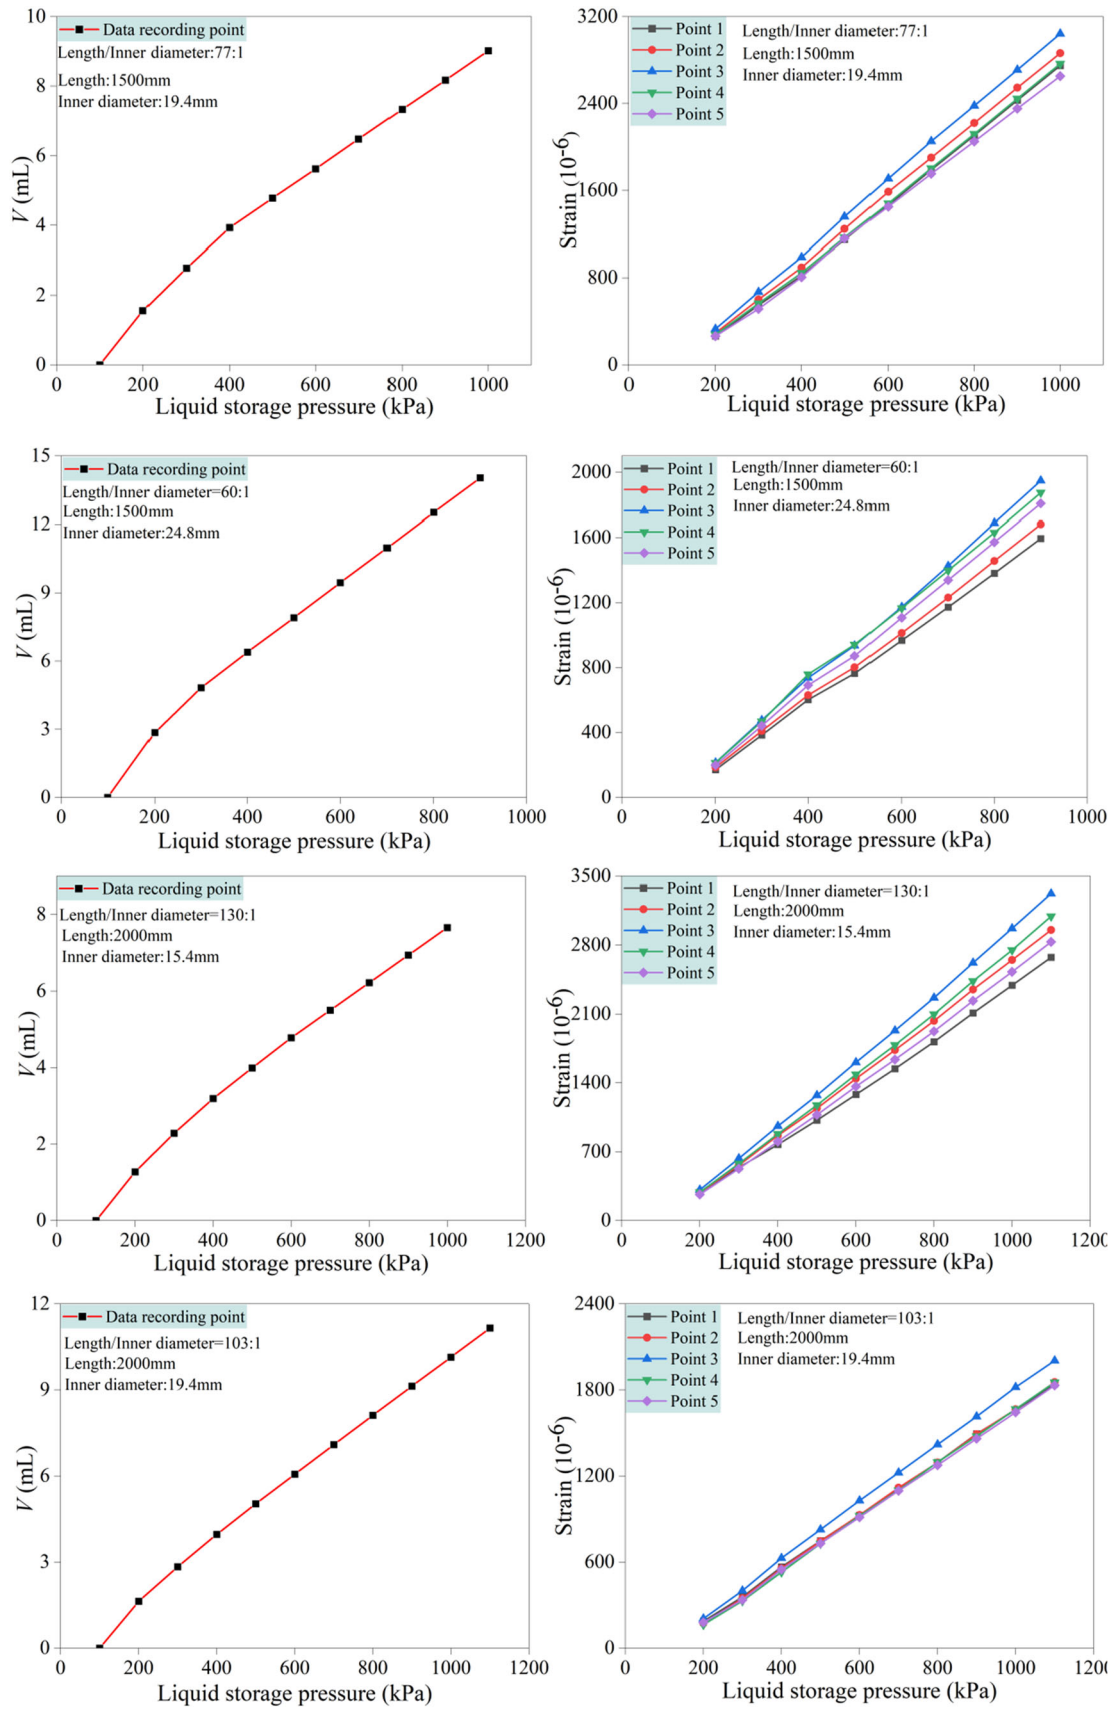 10
8
6
4
2
0
V (mL)
Data recording point
Length/Inner diameter:77:1
Length:1500mm
Inner diameter:19.4mm
0 200 400 600 800 1000
Liquid storage pressure (kPa)
3200
2400
1600
800
0
Strain (10-6)
Point 1
Point 2
Point 3
Point 4
Point 5
Length/Inner diameter:77:1
Length:1500mm
Inner diameter:19.4mm
0 200 400 600 800 1000
Liquid storage pressure (kPa)
15
12
9
6
3
0
V (mL)
Data recording point
Length/Inner diameter=60:1
Length:1500mm
Inner diameter:24.8mm
0 200 400 600 800 1000
Liquid storage pressure (kPa)
2000
1600
1200
800
400
0
Strain (10-6)
Point 1
Point 2
Point 3
Point 4
Point 5
Length/Inner diameter=60:1
Length:1500mm
Inner diameter:24.8mm
0 200 400 600 800 1000
Liquid storage pressure (kPa)
8
6
4
2
0
V (mL)
Data recording point
Length/Inner diameter=130:1
Length:2000mm
Inner diameter:15.4mm
0 200 400 600 800 1000 1200
Liquid storage pressure (kPa)
3500
2800
2100
1400
700
0
Strain (10-6)
Point 1
Point 2
Point 3
Point 4
Point 5
Length/Inner diameter=130:1
Length:2000mm
Inner diameter:15.4mm
0 200 400 600 800 1000 1200
Liquid storage pressure (kPa)
12
9
6
3
0
V (mL)
Data recording point
Length/Inner diameter=103:1
Length:2000mm
Inner diameter:19.4mm
0 200 400 600 800 1000 1200
Liquid storage pressure (kPa)
2400
1800
1200
600
0
Strain (10-6)
Point 1
Point 2
Point 3
Point 4
Point 5
Length/Inner diameter=103:1
Length:2000mm
Inner diameter:19.4mm
0 200 400 600 800 1000 1200
Liquid storage pressure (kPa)